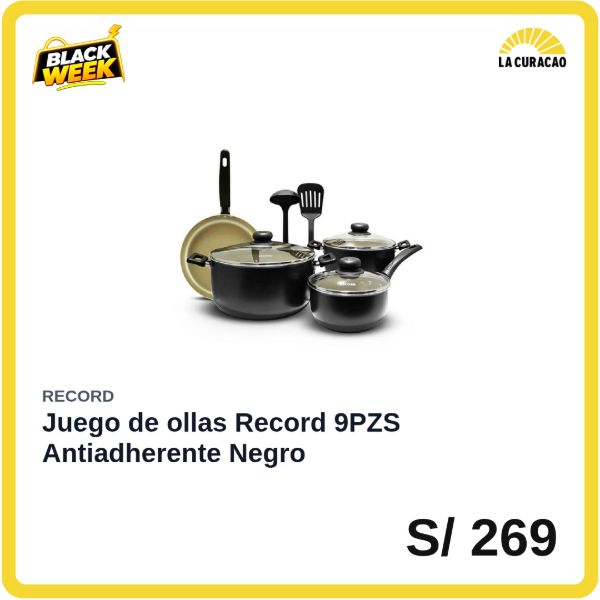 BLACK
WEEK
LA CURACAO
RECORD
Juego de ollas Record 9PZS
Antiadherente Negro
S/ 269